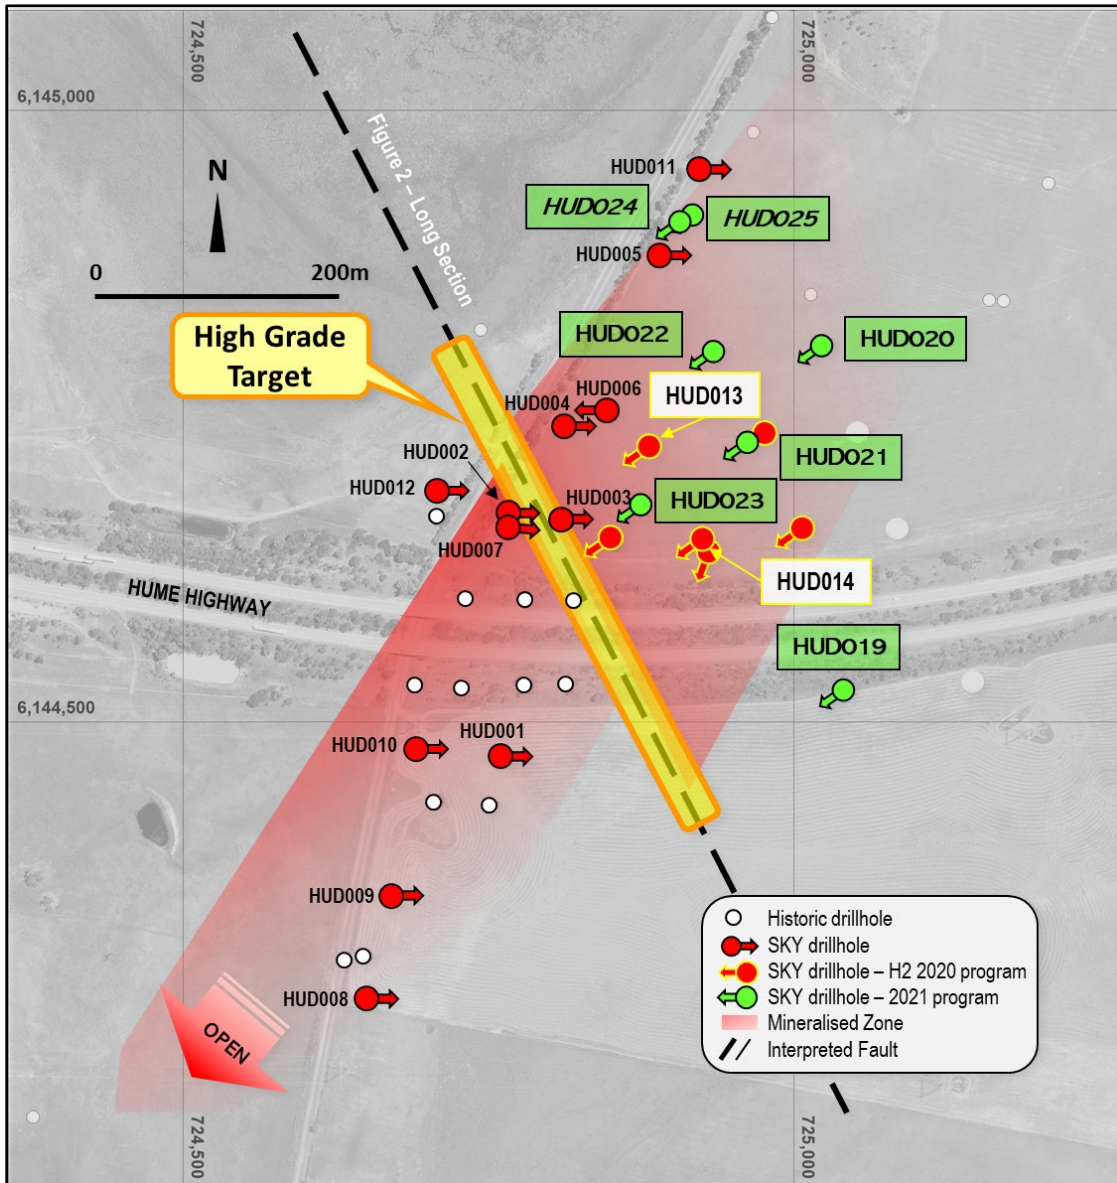 724,500
725,000
6,145,000
Figure 2 – Long Section
N
HUD011
HUD024
HUD025
HUD005
0
200m
High Grade
Target
HUD022
HUD020
HUD006
HUD004
HUD013
HUD002
HUD021
HUD012
HUD003
HUD023
HUD007
HUD014
HUME HIGHWAY
HUD019
6,144,500
HUD010
HUD001
HUD009
HUD008
OPEN
Historic drillhole
SKY drillhole
SKY drillhole – H2 2020 program
SKY drillhole – 2021 program
Mineralised Zone
Interpreted Fault
724,500
725,000